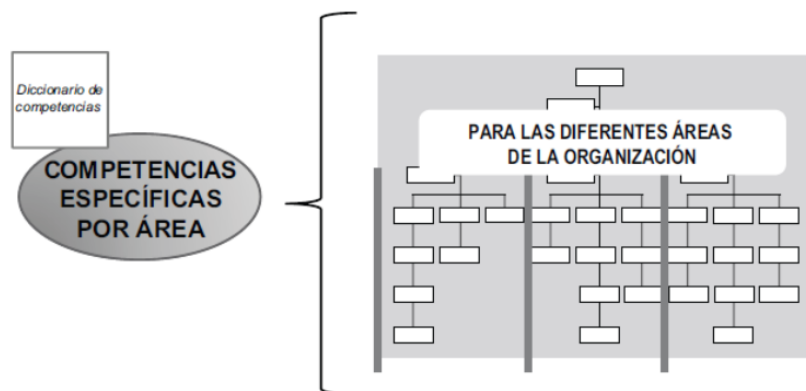 Diccionario de
competencias
COMPETENCIAS
ESPECÍFICAS
POR ÁREA
PARA LAS DIFERENTES ÁREAS
DE LA ORGANIZACIÓN